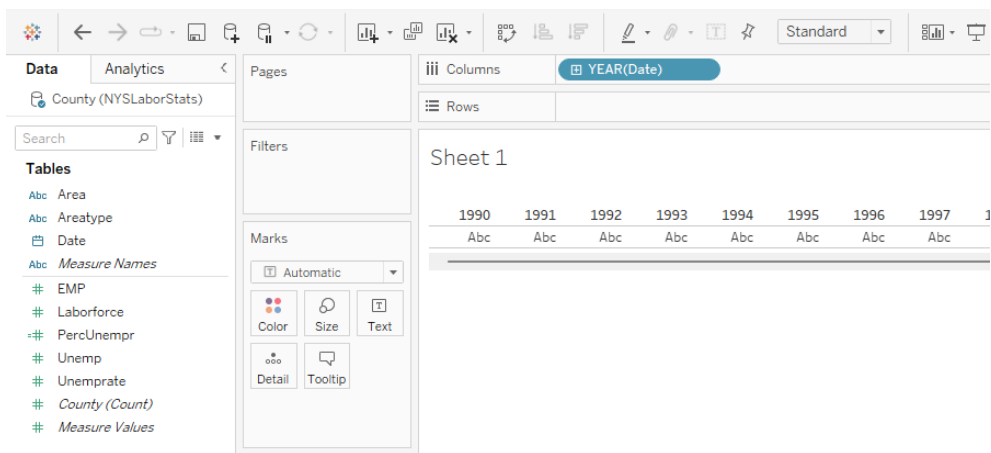 Standard
Data Analytics
County (NYSLaborStats)
Search
Tables
Abc Area
Abc Areatype
Date
Abc Measure Names
# EMP
# Laborforce
=# PercUnempr
# Unemp
# Unemprate
# County (Count)
# Measure Values
Pages
Filters
Marks
T Automatic
Color Size T Text
Detail Tooltip
iii Columns YEAR(Date)
Rows
Sheet 1
1990 1991 1992 1993 1994 1995 1996 1997 1
Abc Abc Abc Abc Abc Abc Abc Abc